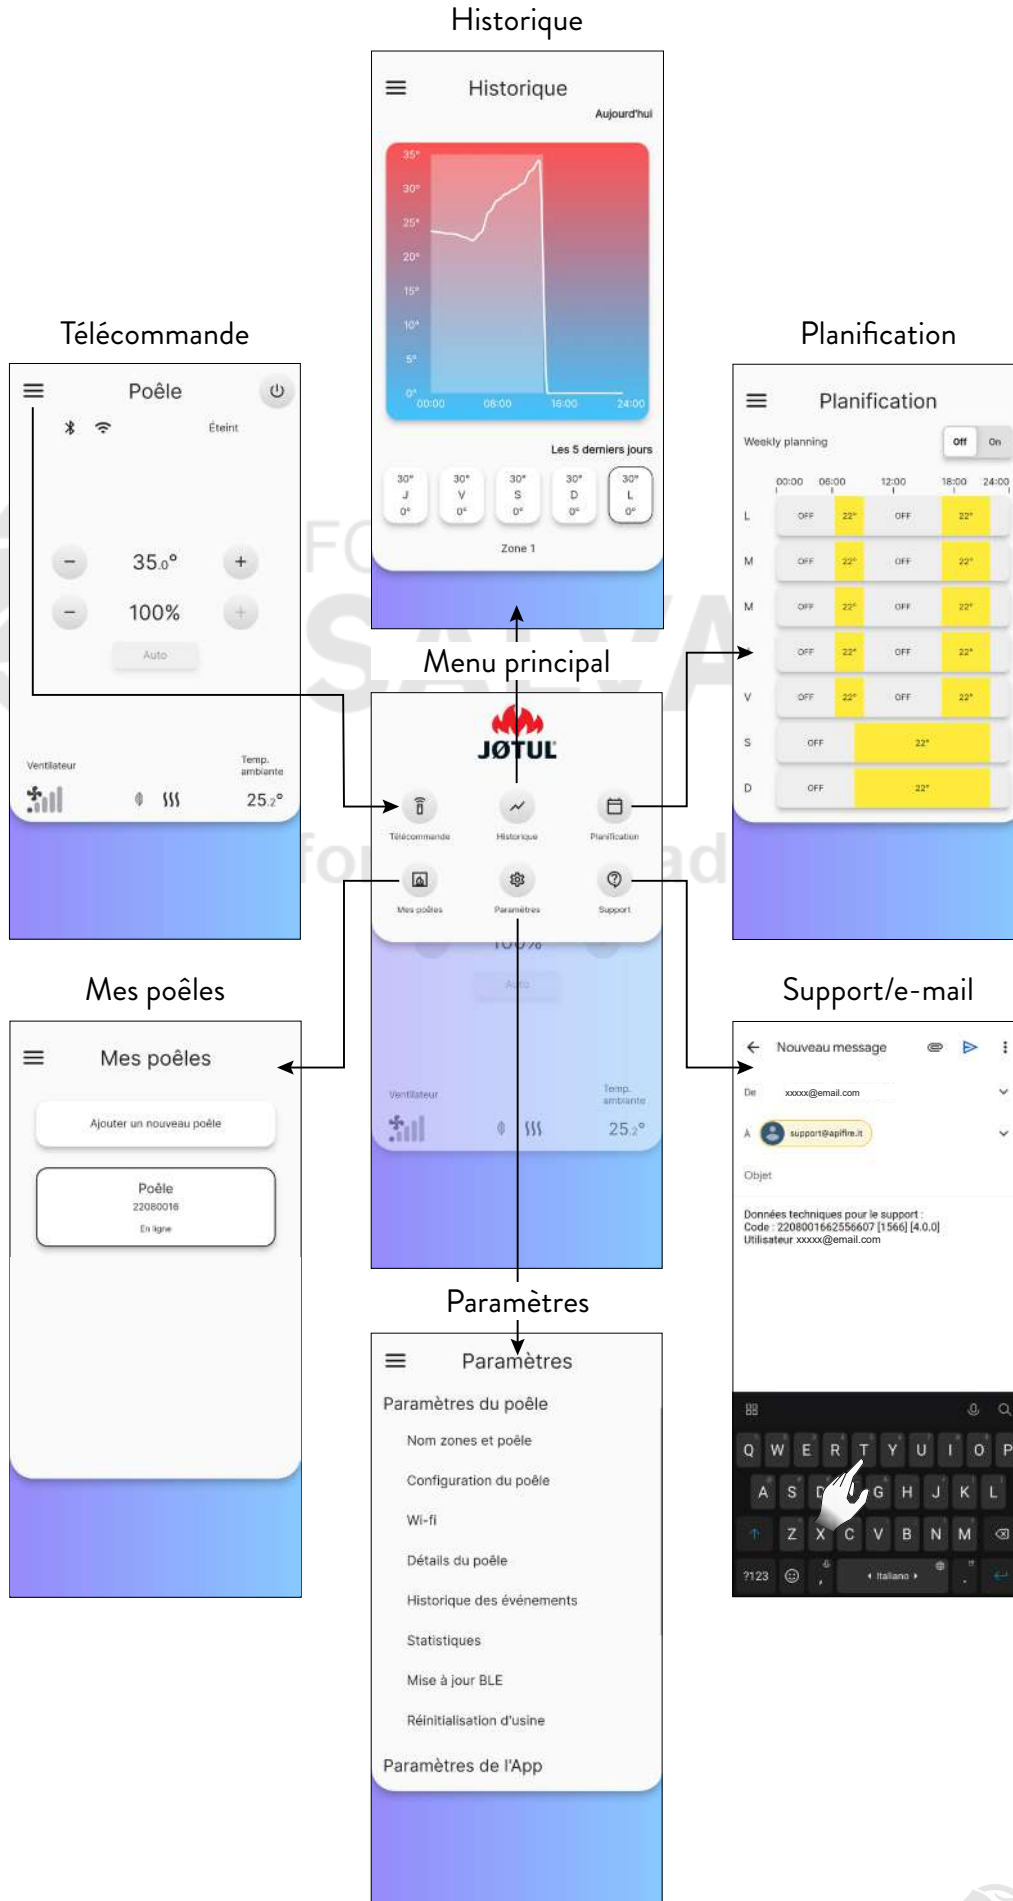 Historique
Historique
Aujourd'hui
35°
30°
25°
20°
15°
10°
5°
0°
00:00 08:00 16:00 24:00
Les 5 derniers jours
30° 30° 30° 30° 30°
J V S D L
0° 0° 0° 0° 0°
Zone 1
Télécommande
Poêle
Éteint
35.0°
100%
Auto
Ventilateur
Temp.
ambiante
25.2°
Planification
Planification
Weekly planning Off On
00:00 06:00 12:00 18:00 24:00
L OFF 22° OFF 22°
M OFF 22° OFF 22°
M OFF 22° OFF 22°
OFF 22° OFF 22°
V OFF 22° OFF 22°
S OFF 22°
D OFF 22°
Menu principal
JØTUL
Télécommande Historique Planification
Mes poêles Paramètres Support
100%
Auto
Ventilateur
Temp.
ambiante
25.2°
Mes poêles
Mes poêles
Ajouter un nouveau poêle
Poêle
22080016
En ligne
Support/e-mail
Nouveau message
De xxxxx@email.com
A support@apifire.it
Objet
Données techniques pour le support :
Code : 2208001662556607 [1566] [4.0.0]
Utilisateur xxxxx@email.com
Q W E R T Y U I O P
A S D G H J K L
Z X C V B N M
?123 , Italiano .
Paramètres
Paramètres
Paramètres du poêle
Nom zones et poêle
Configuration du poêle
Wi-fi
Détails du poêle
Historique des événements
Statistiques
Mise à jour BLE
Réinitialisation d'usine
Paramètres de l'App